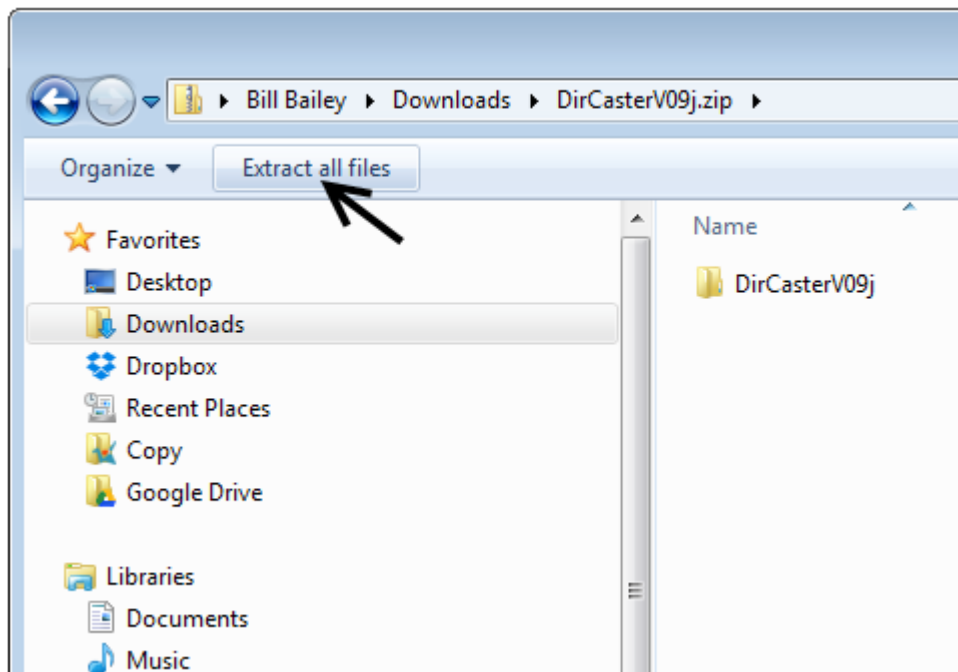 Bill Bailey Downloads DirCasterV09j.zip
Organize Extract all files
Name
Favorites
Desktop
Downloads
Dropbox
Recent Places
Copy
Google Drive
Libraries
Documents
Music
DirCasterV09j